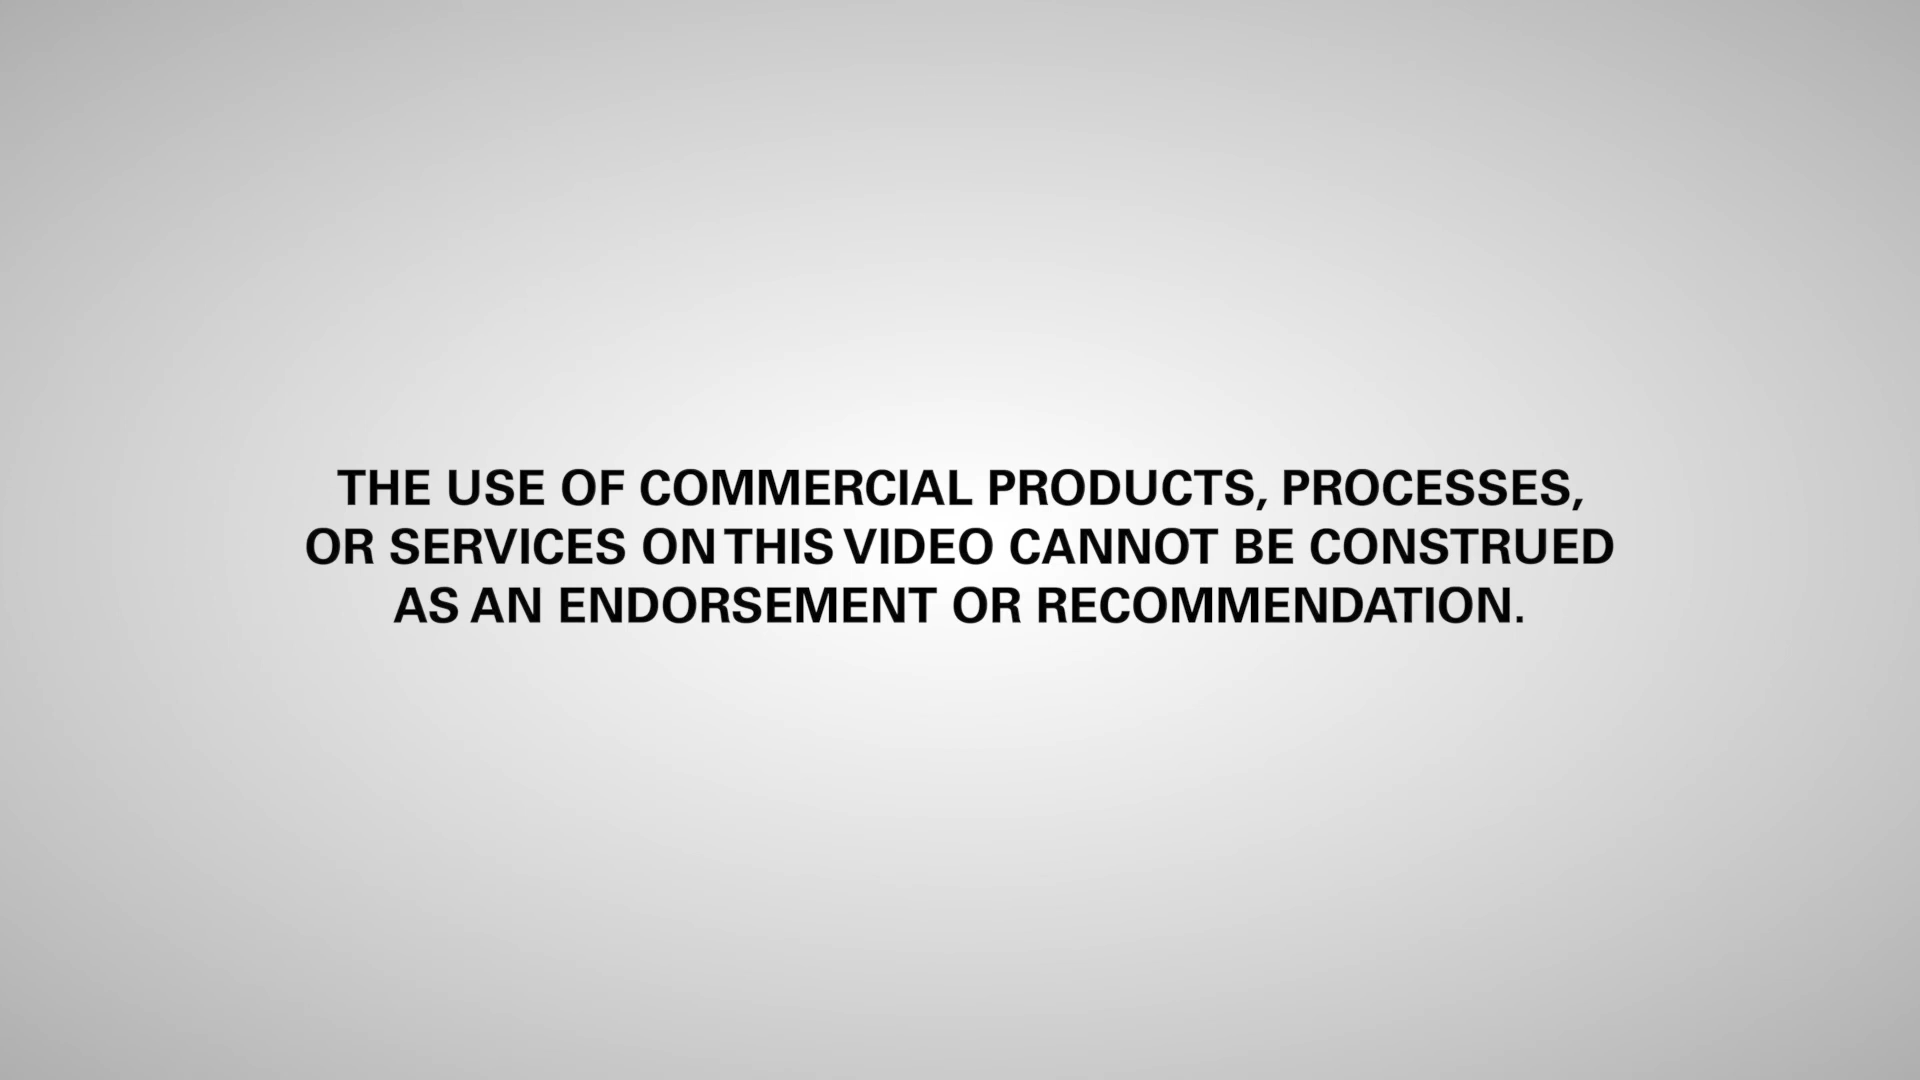 THE USE OF COMMERCIAL PRODUCTS, PROCESSES,
OR SERVICES ON THIS VIDEO CANNOT BE CONSTRUED
AS AN ENDORSEMENT OR RECOMMENDATION.